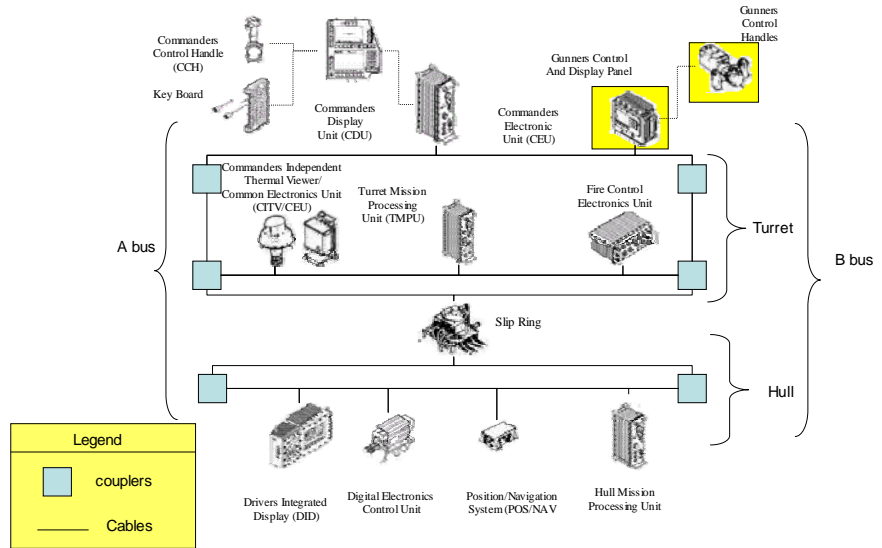 Commanders
Control Handle
(CCH)
Key Board
Commanders
Display
Unit (CDU)
Commanders
Electronic
Unit (CEU)
Gunners Control
And Display Panel
Gunners
Control
Handles
Commanders Independent
Thermal Viewer/
Common Electronics Unit
(CITV/CEU)
Turret Mission
Processing
Unit (TMPU)
Fire Control
Electronics Unit
Turret
A bus
B bus
Slip Ring
Hull
Drivers Integrated
Display (DID)
Digital Electronics
Control Unit
Position/Navigation
System (POS/NAV
Hull Mission
Processing Unit
Legend
couplers
Cables